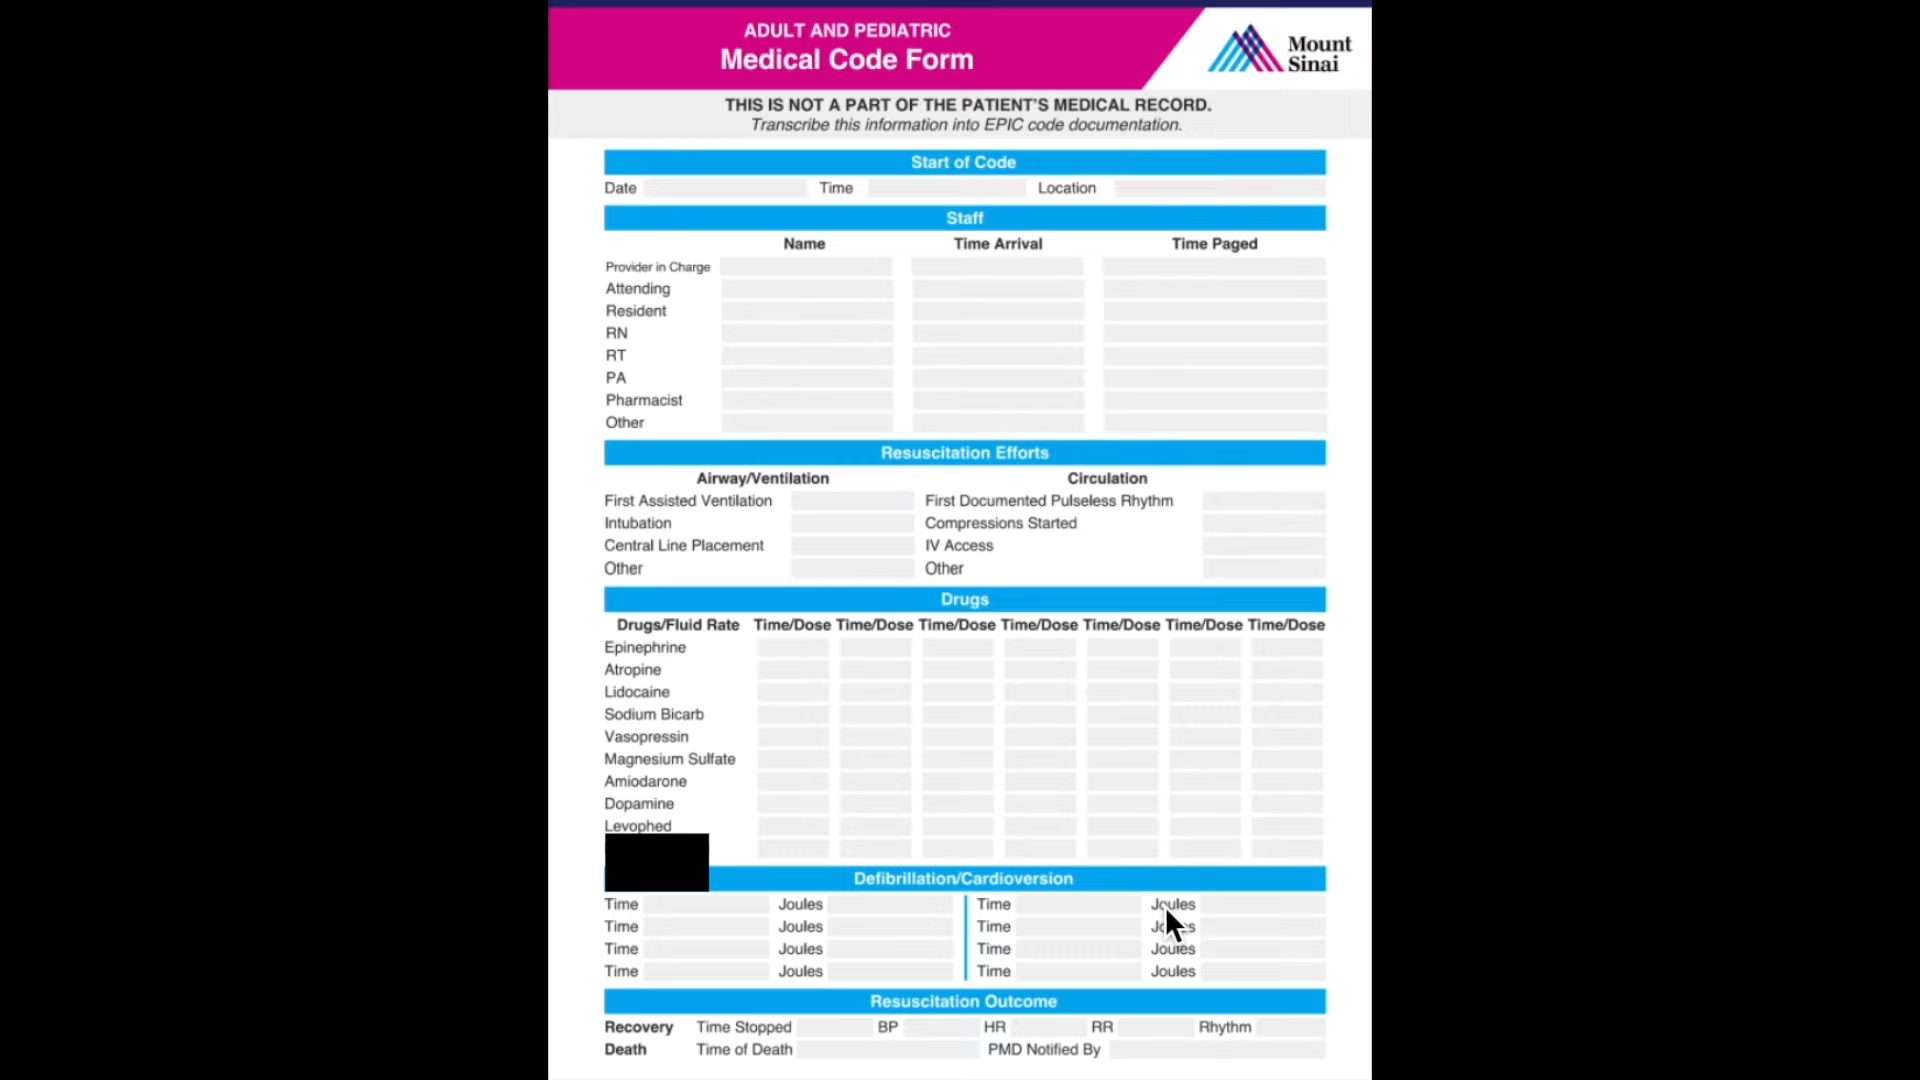 ADULT AND PEDIATRIC
Medical Code Form
Mount
Sinai
THIS IS NOT A PART OF THE PATIENT'S MEDICAL RECORD.
Transcribe this information into EPIC code documentation.
Start of Code
Date Time Location
Staff
Name Time Arrival Time Paged
Provider in Charge
Attending
Resident
RN
RT
PA
Pharmacist
Other
Resuscitation Efforts
Airway/Ventilation Circulation
First Assisted Ventilation First Documented Pulseless Rhythm
Intubation Compressions Started
Central Line Placement IV Access
Other Other
Drugs
Drugs/Fluid Rate Time/Dose Time/Dose Time/Dose Time/Dose Time/Dose Time/Dose Time/Dose
Epinephrine
Atropine
Lidocaine
Sodium Bicarb
Vasopressin
Magnesium Sulfate
Amiodarone
Dopamine
Levophed
Defibrillation/Cardioversion
Time Joules Time Joules
Time Joules Time Joules
Time Joules Time Joules
Time Joules Time Joules
Resuscitation Outcome
Recovery Time Stopped BP HR RR Rhythm
Death Time of Death PMD Notified By